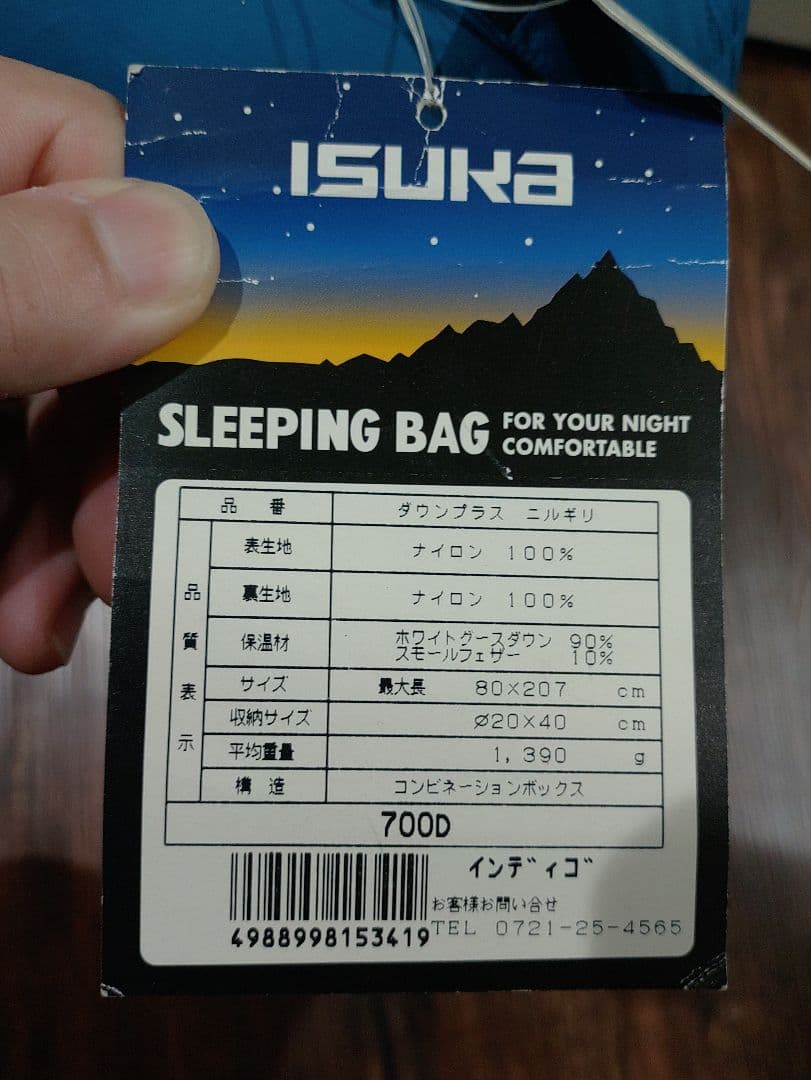 ISUKA
SLEEPING BAG FOR YOUR NIGHT
COMFORTABLE
品番 ダウンプラス ニルギリ
品質表示
表生地 ナイロン 100%
裏生地 ナイロン 100%
保温材 ホワイトグースダウン 90%
スモールフェザー 10%
サイズ 最大長 80×207 cm
収納サイズ Ø20×40 cm
平均重量 1,390 g
構造 コンビネーションボックス
700D
インディゴ
お客様お問い合せ
TEL 0721-25-4565
4988998153419